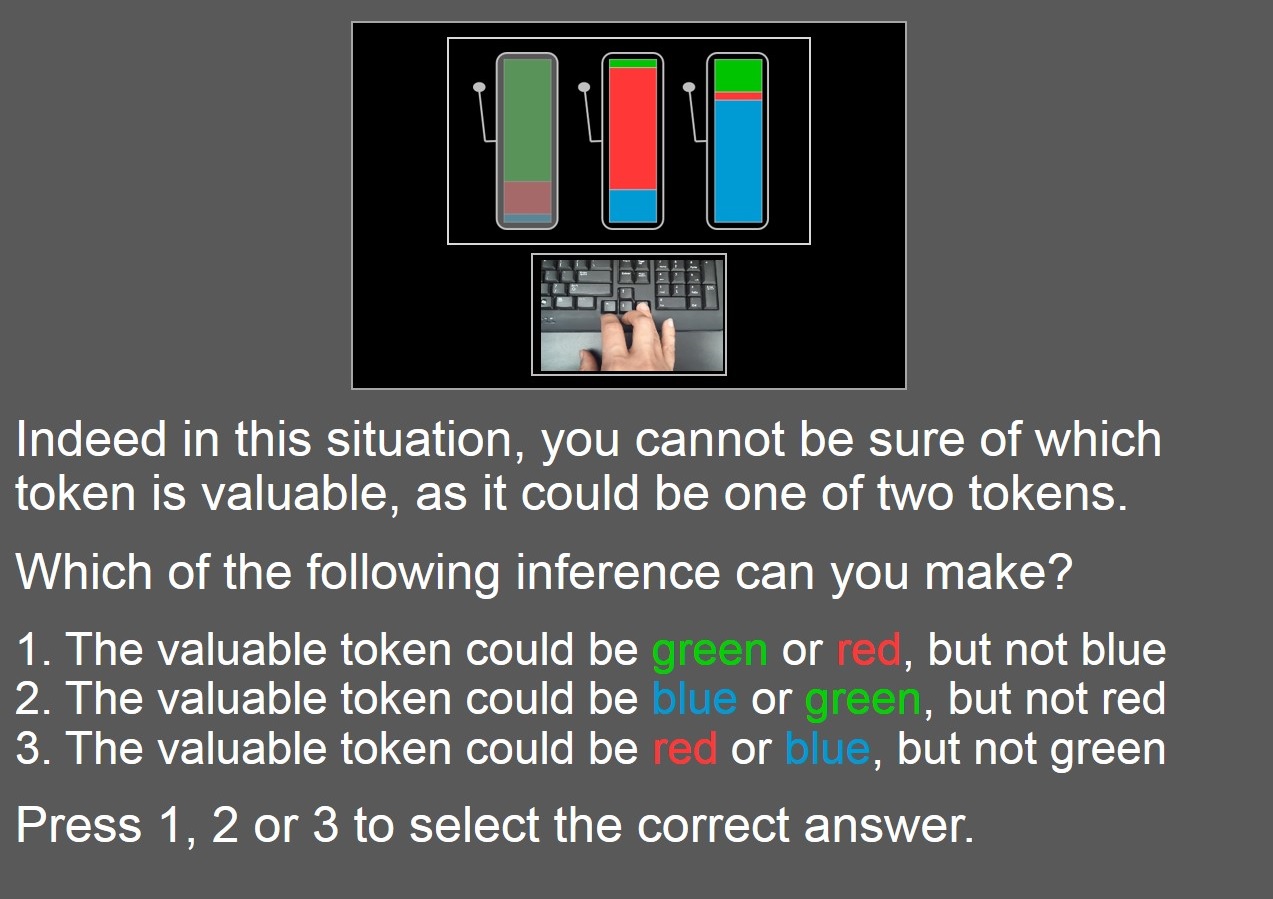 Indeed in this situation, you cannot be sure of which
token is valuable, as it could be one of two tokens.
Which of the following inference can you make?
1. The valuable token could be green or red, but not blue
2. The valuable token could be blue or green, but not red
3. The valuable token could be red or blue, but not green
Press 1, 2 or 3 to select the correct answer.